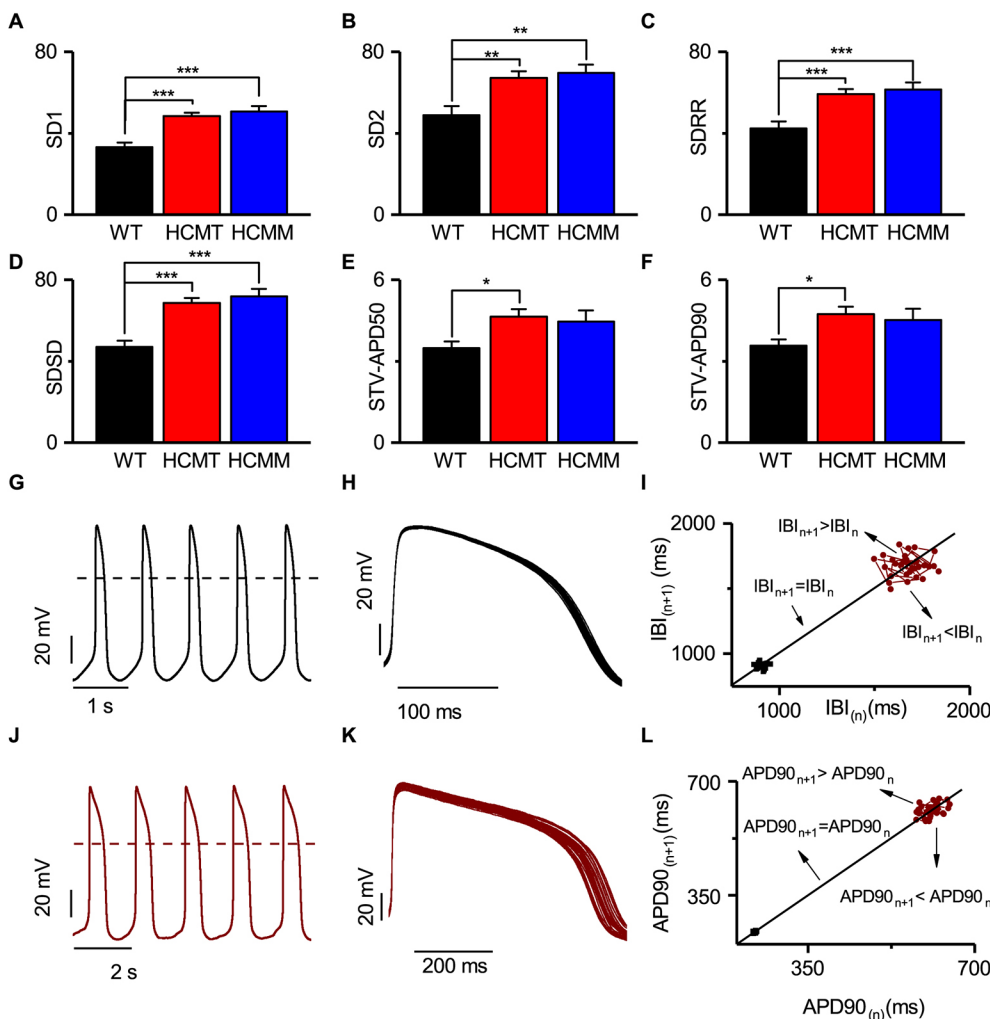 A
80
SD1
0
***
***
WT HCMT HCMM
B
80
SD2
0
**
**
WT HCMT HCMM
C
80
SDRR
0
***
***
WT HCMT HCMM
D
80
SDSD
0
***
***
WT HCMT HCMM
E
6
STV-APD50
0
*
WT HCMT HCMM
F
6
STV-APD90
0
*
WT HCMT HCMM
G
20 mV
1 s
H
20 mV
100 ms
I
2000
IBI(n+1) (ms)
1000
IBIn+1>IBIn
IBIn+1=IBIn
IBIn+1<IBIn
1000 2000
IBI(n)(ms)
J
20 mV
2 s
K
20 mV
200 ms
L
700
APD90(n+1)(ms)
350
APD90n+1> APD90n
APD90n+1=APD90n
APD90n+1< APD90n
350 700
APD90(n)(ms)